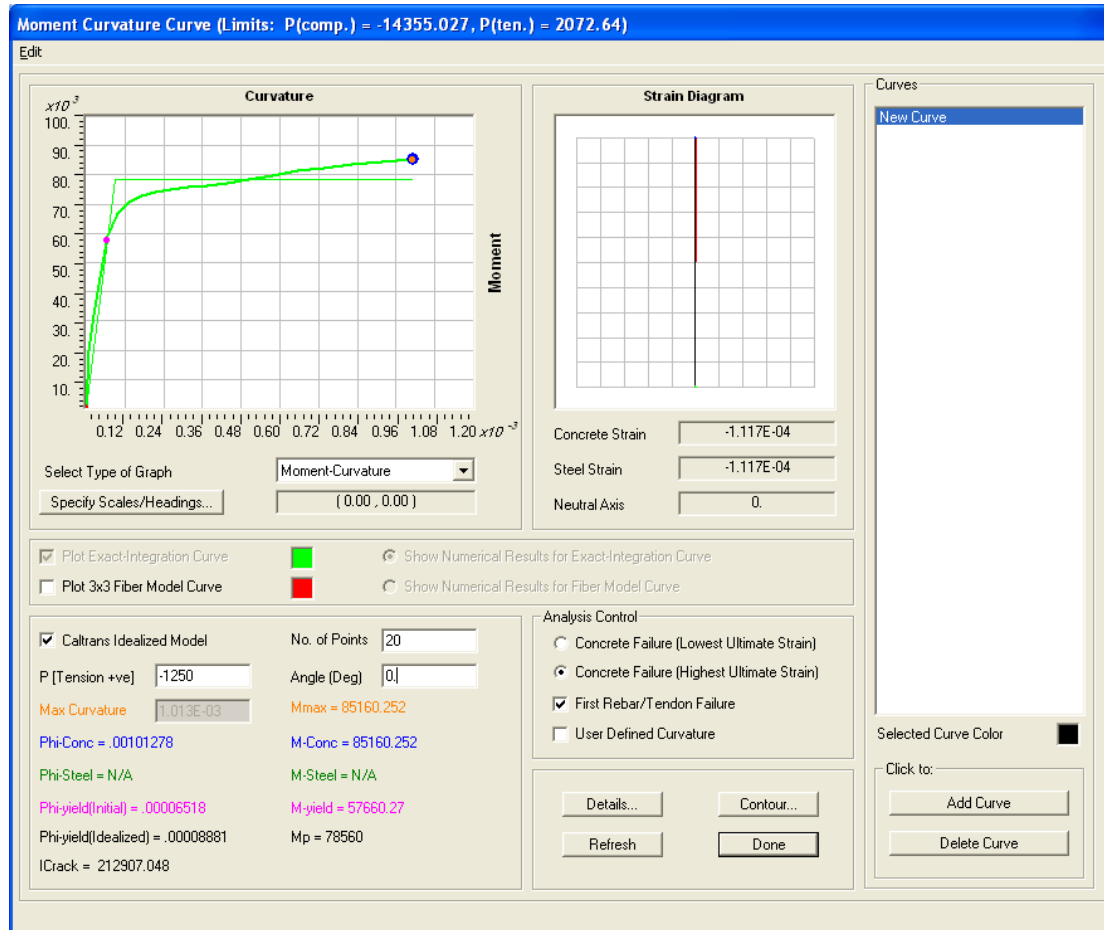 Moment Curvature Curve (Limits: P(comp.) = -14355.027, P(ten.) = 2072.64)
Edit
Curvature
x10 3
100.
90.
80.
70.
60.
50.
40.
30.
20.
10.
0.12 0.24 0.36 0.48 0.60 0.72 0.84 0.96 1.08 1.20 x10 -3
Moment
Select Type of Graph Moment-Curvature
Specify Scales/Headings... ( 0.00 , 0.00 )
Strain Diagram
Concrete Strain -1.117E-04
Steel Strain -1.117E-04
Neutral Axis 0.
Plot Exact-Integration Curve Show Numerical Results for Exact-Integration Curve
Plot 3x3 Fiber Model Curve Show Numerical Results for Fiber Model Curve
Caltrans Idealized Model No. of Points 20
P [Tension +ve] -1250 Angle (Deg) 0.
Max Curvature 1.013E-03 Mmax = 85160.252
Phi-Conc = .00101278 M-Conc = 85160.252
Phi-Steel = N/A M-Steel = N/A
Phi-yield(Initial) = .00006518 M-yield = 57660.27
Phi-yield(Idealized) = .00008881 Mp = 78560
ICrack = 212907.048
Analysis Control
Concrete Failure (Lowest Ultimate Strain)
Concrete Failure (Highest Ultimate Strain)
First Rebar/Tendon Failure
User Defined Curvature
Details... Contour...
Refresh Done
Curves
New Curve
Selected Curve Color
Click to:
Add Curve
Delete Curve